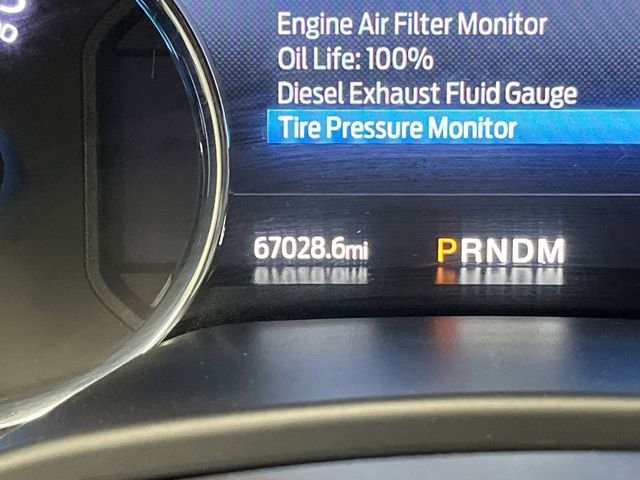 Engine Air Filter Monitor
Oil Life: 100%
Diesel Exhaust Fluid Gauge
Tire Pressure Monitor
67028.6mi PRNDM